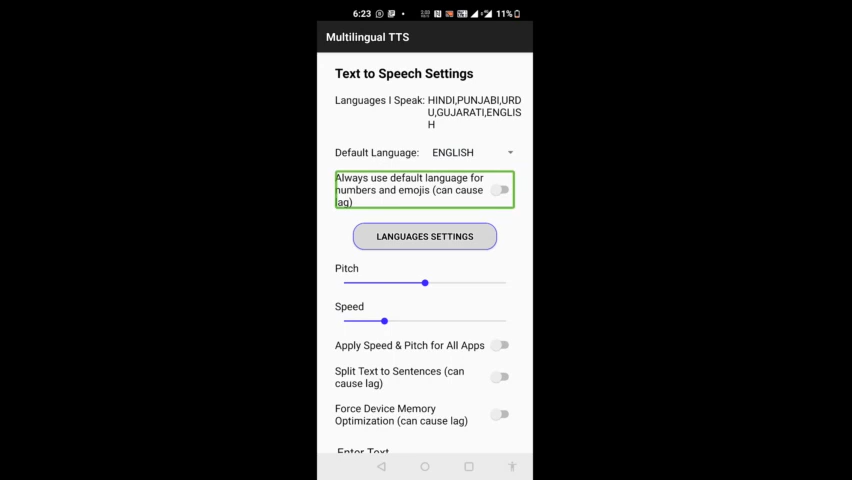 6:23 11%
Multilingual TTS
Text to Speech Settings
Languages I Speak: HINDI,PUNJABI,URD
U,GUJARATI,ENGLIS
H
Default Language: ENGLISH
Always use default language for
numbers and emojis (can cause
lag)
LANGUAGES SETTINGS
Pitch
Speed
Apply Speed & Pitch for All Apps
Split Text to Sentences (can
cause lag)
Force Device Memory
Optimization (can cause lag)
Enter Text